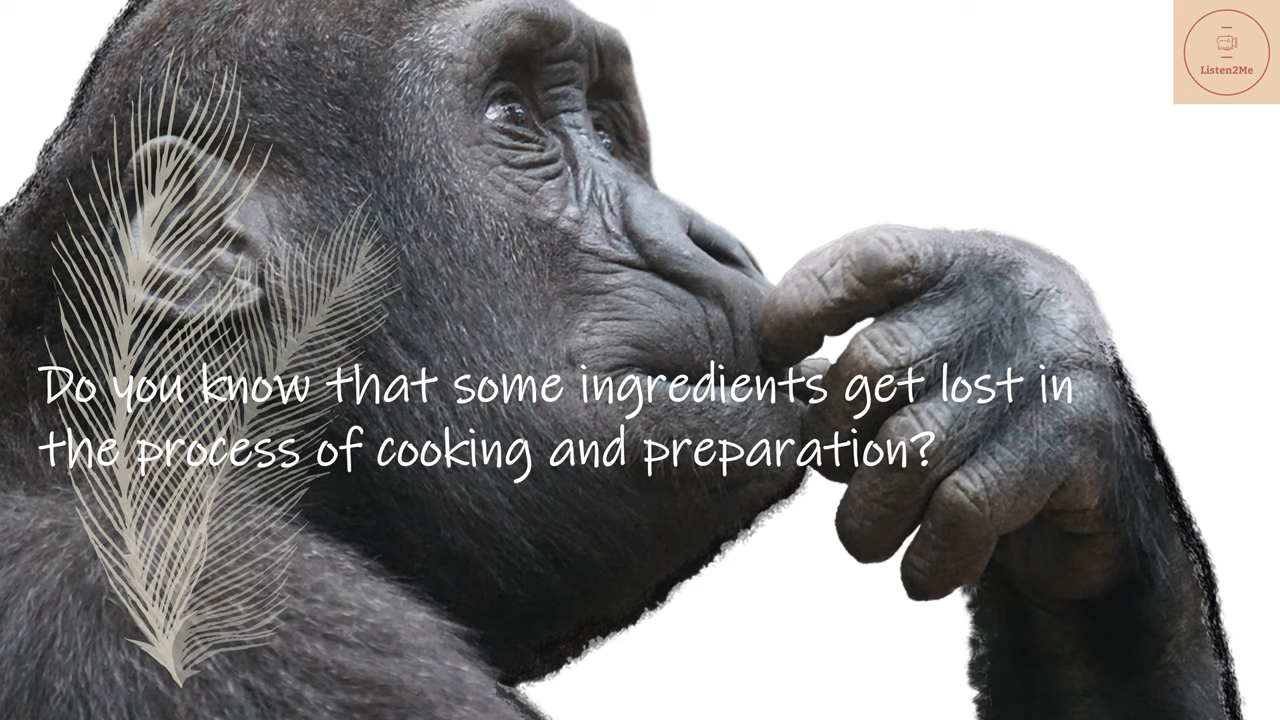 Listen2Me
Do you know that some ingredients get lost in
the process of cooking and preparation?